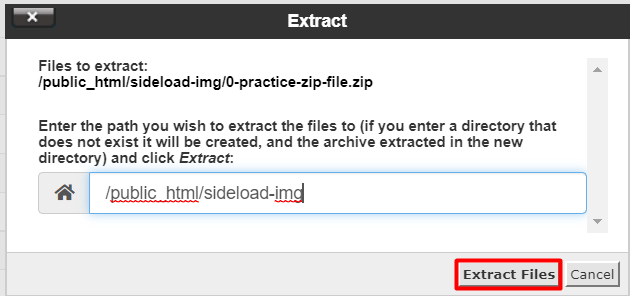 Extract
Files to extract:
/public_html/sideload-img/0-practice-zip-file.zip
Enter the path you wish to extract the files to (if you enter a directory that
does not exist it will be created, and the archive extracted in the new
directory) and click Extract:
/public_html/sideload-img
Extract Files
Cancel